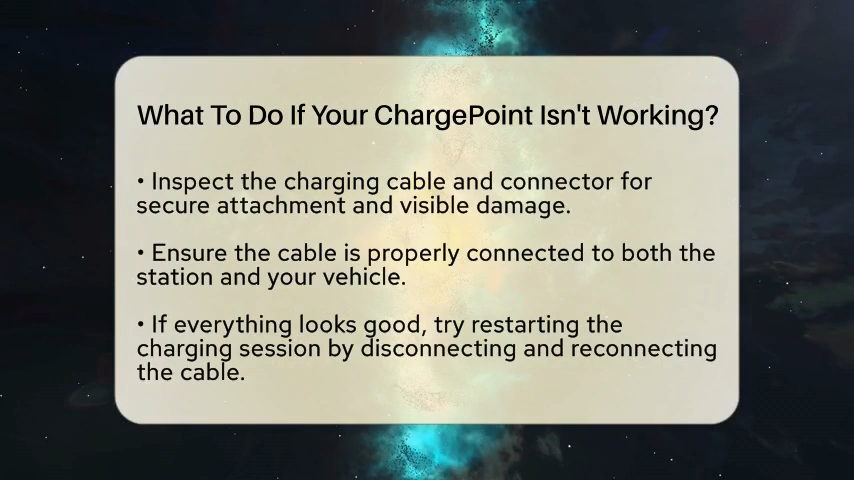 What To Do If Your ChargePoint Isn't Working?
• Inspect the charging cable and connector for
secure attachment and visible damage.
• Ensure the cable is properly connected to both the
station and your vehicle.
• If everything looks good, try restarting the
charging session by disconnecting and reconnecting
the cable.